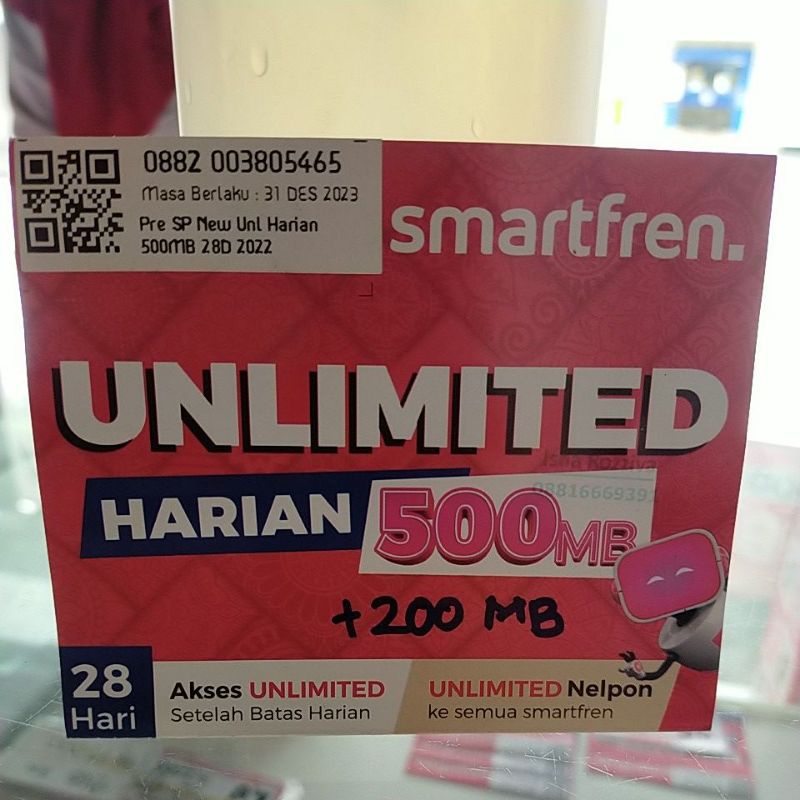 0882 003805465
Masa Berlaku : 31 DES 2023
Pre SP New Unl Harian
500MB 28D 2022
smartfren.
UNLIMITED
08816669391
HARIAN 500MB
+200 MB
28 Hari
Akses UNLIMITED
Setelah Batas Harian
UNLIMITED Nelpon
ke semua smartfren